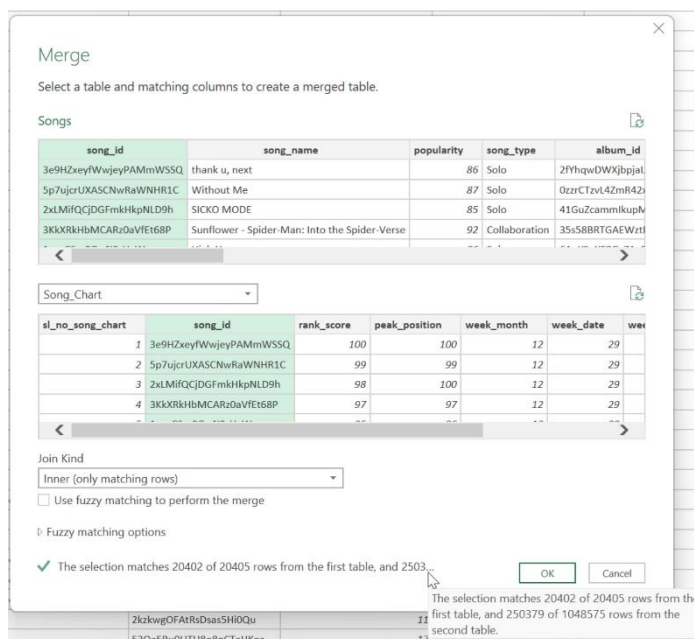 Merge
Select a table and matching columns to create a merged table.
Songs
song_id song_name popularity song_type album_id
3e9HZxeyfWwjeyPAMmWSSQ thank u, next 86 Solo
5p7ujcrUXASCNwRaWNHR1C Without Me 87 Solo
2xLMifQCjDGFmkHkpNLD9h SICKO MODE 85 Solo
3KkXRkHbMCARz0aVfEt68P Sunflower - Spider-Man: Into the Spider-Verse 92 Collaboration
Song_Chart
sl_no_song_chart song_id rank_score peak_position week_month week_date
1 3e9HZxeyfWwjeyPAMmWSSQ 100 100 12 29
2 5p7ujcrUXASCNwRaWNHR1C 99 99 12 29
3 2xLMifQCjDGFmkHkpNLD9h 98 100 12 29
4 3KkXRkHbMCARz0aVfEt68P 97 97 12 29
Join Kind
Inner (only matching rows)
Use fuzzy matching to perform the merge
Fuzzy matching options
The selection matches 20402 of 20405 rows from the first table, and 2503...
OK Cancel
The selection matches 20402 of 20405 rows from the
first table, and 250379 of 1048575 rows from the
second table.
2kzkwgOFAtRsDsas5Hi0Qu